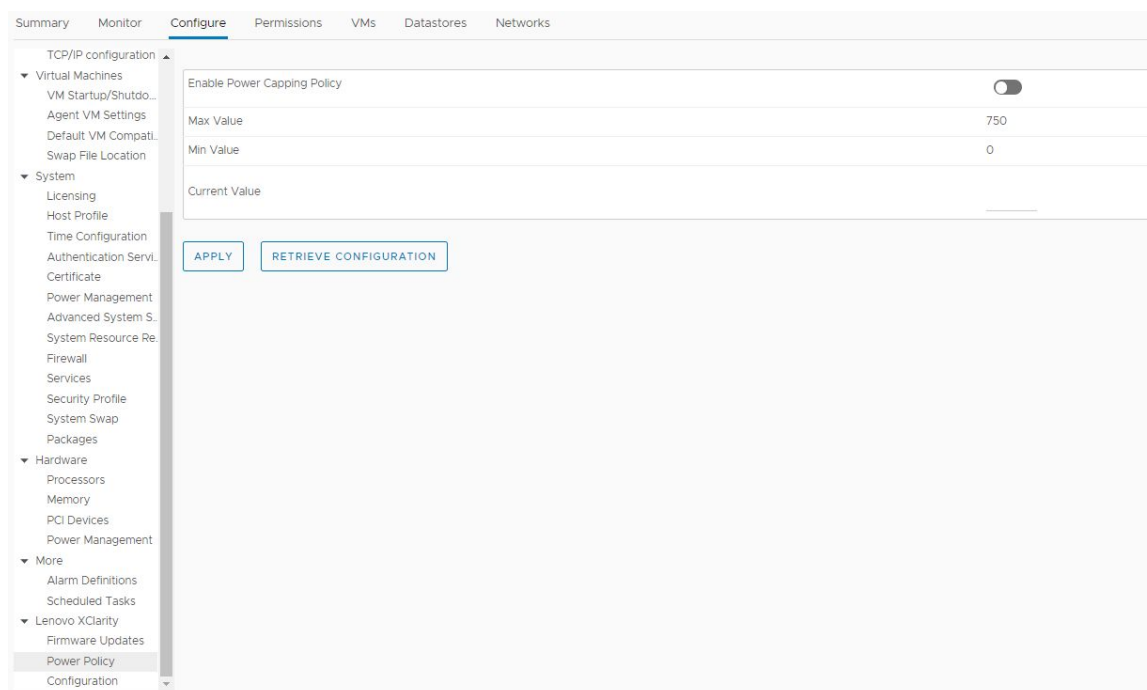 Summary Monitor Configure Permissions VMs Datastores Networks
TCP/IP configuration
Virtual Machines
VM Startup/Shutdo...
Agent VM Settings
Default VM Compati..
Swap File Location
System
Licensing
Host Profile
Time Configuration
Authentication Servi..
Certificate
Power Management
Advanced System S..
System Resource Re.
Firewall
Services
Security Profile
System Swap
Packages
Hardware
Processors
Memory
PCI Devices
Power Management
More
Alarm Definitions
Scheduled Tasks
Lenovo XClarity
Firmware Updates
Power Policy
Configuration
Enable Power Capping Policy
Max Value 750
Min Value 0
Current Value
APPLY RETRIEVE CONFIGURATION